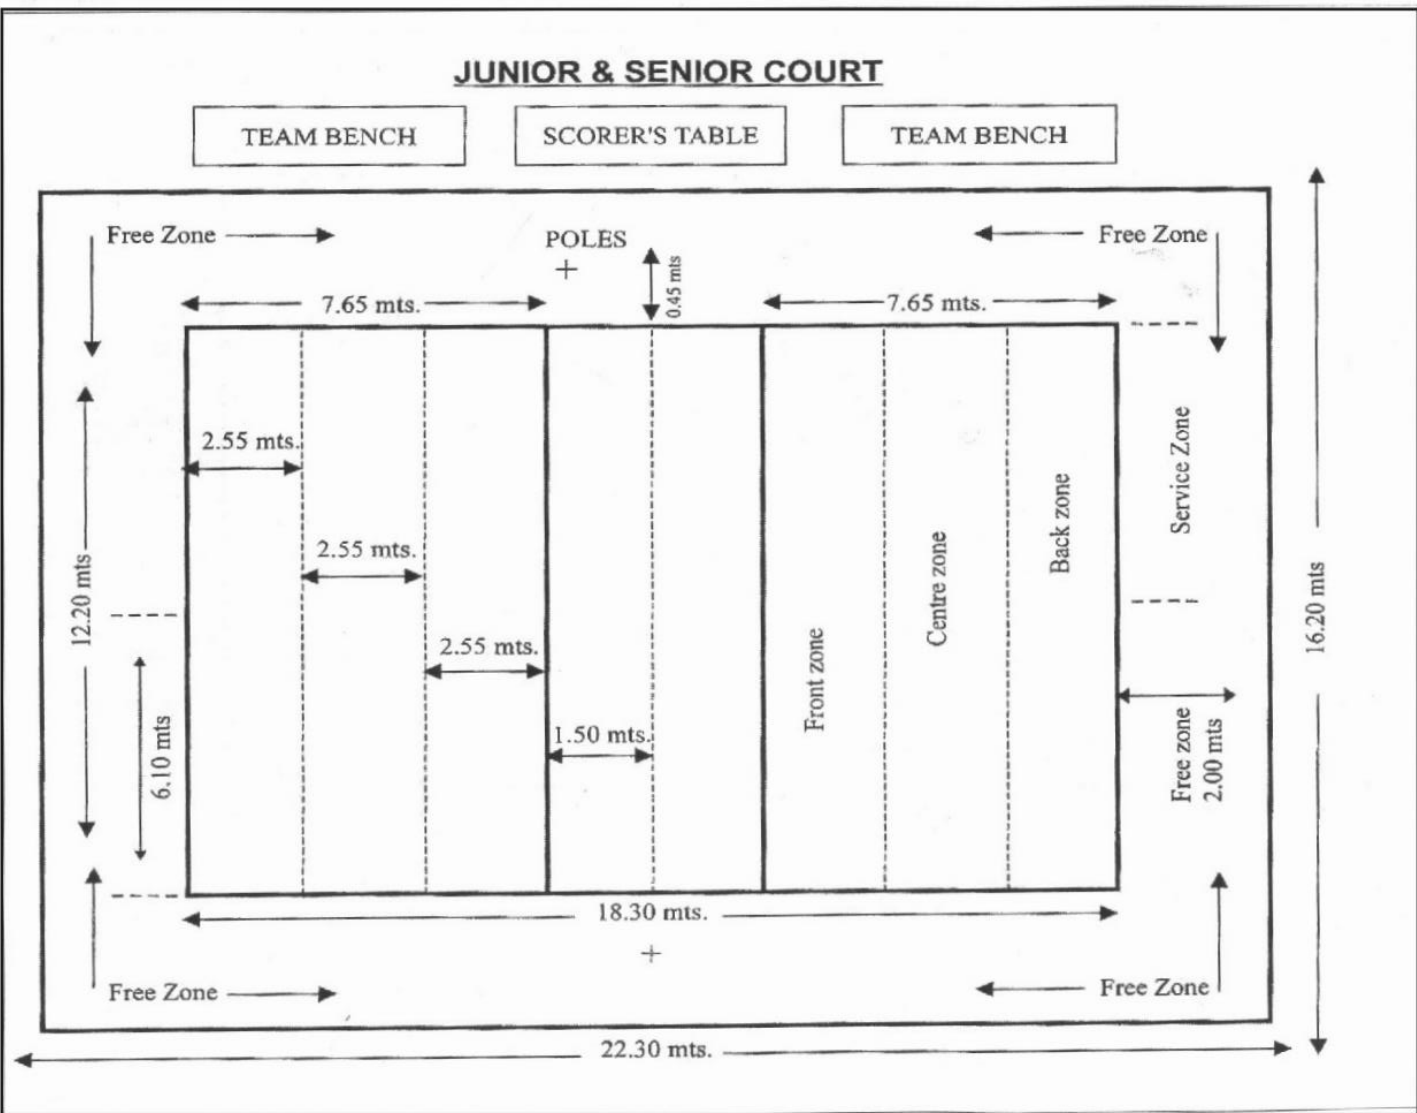 JUNIOR & SENIOR COURT
TEAM BENCH
SCORER'S TABLE
TEAM BENCH
Free Zone
POLES
0.45 mts
Free Zone
7.65 mts.
7.65 mts.
2.55 mts.
2.55 mts.
2.55 mts.
1.50 mts.
12.20 mts
6.10 mts
Front zone
Centre zone
Back zone
Service Zone
Free zone
2.00 mts
16.20 mts
18.30 mts.
Free Zone
Free Zone
22.30 mts.